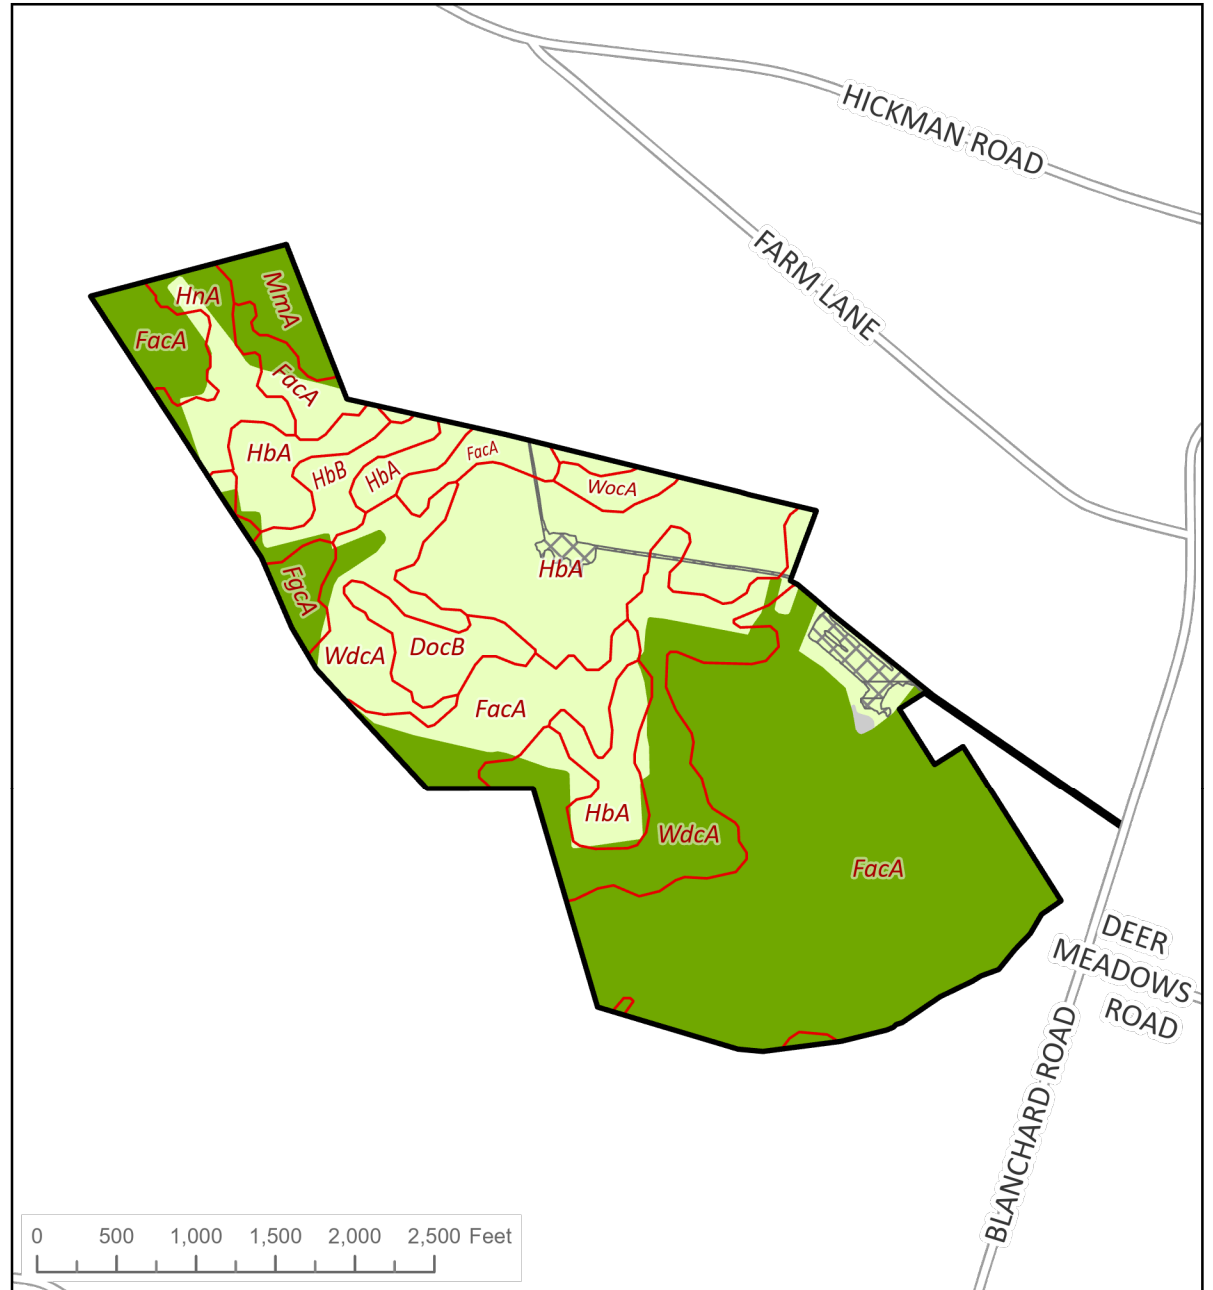 HICKMAN ROAD
FARM LANE
HnA
MmA
FacA
FacA
HbA
HbB
HbA
FacA
WocA
HbA
FgcA
WdcA
DocB
FacA
HbA
WdcA
FacA
DEER
MEADOWS
ROAD
BLANCHARD ROAD
0 500 1,000 1,500 2,000 2,500 Feet